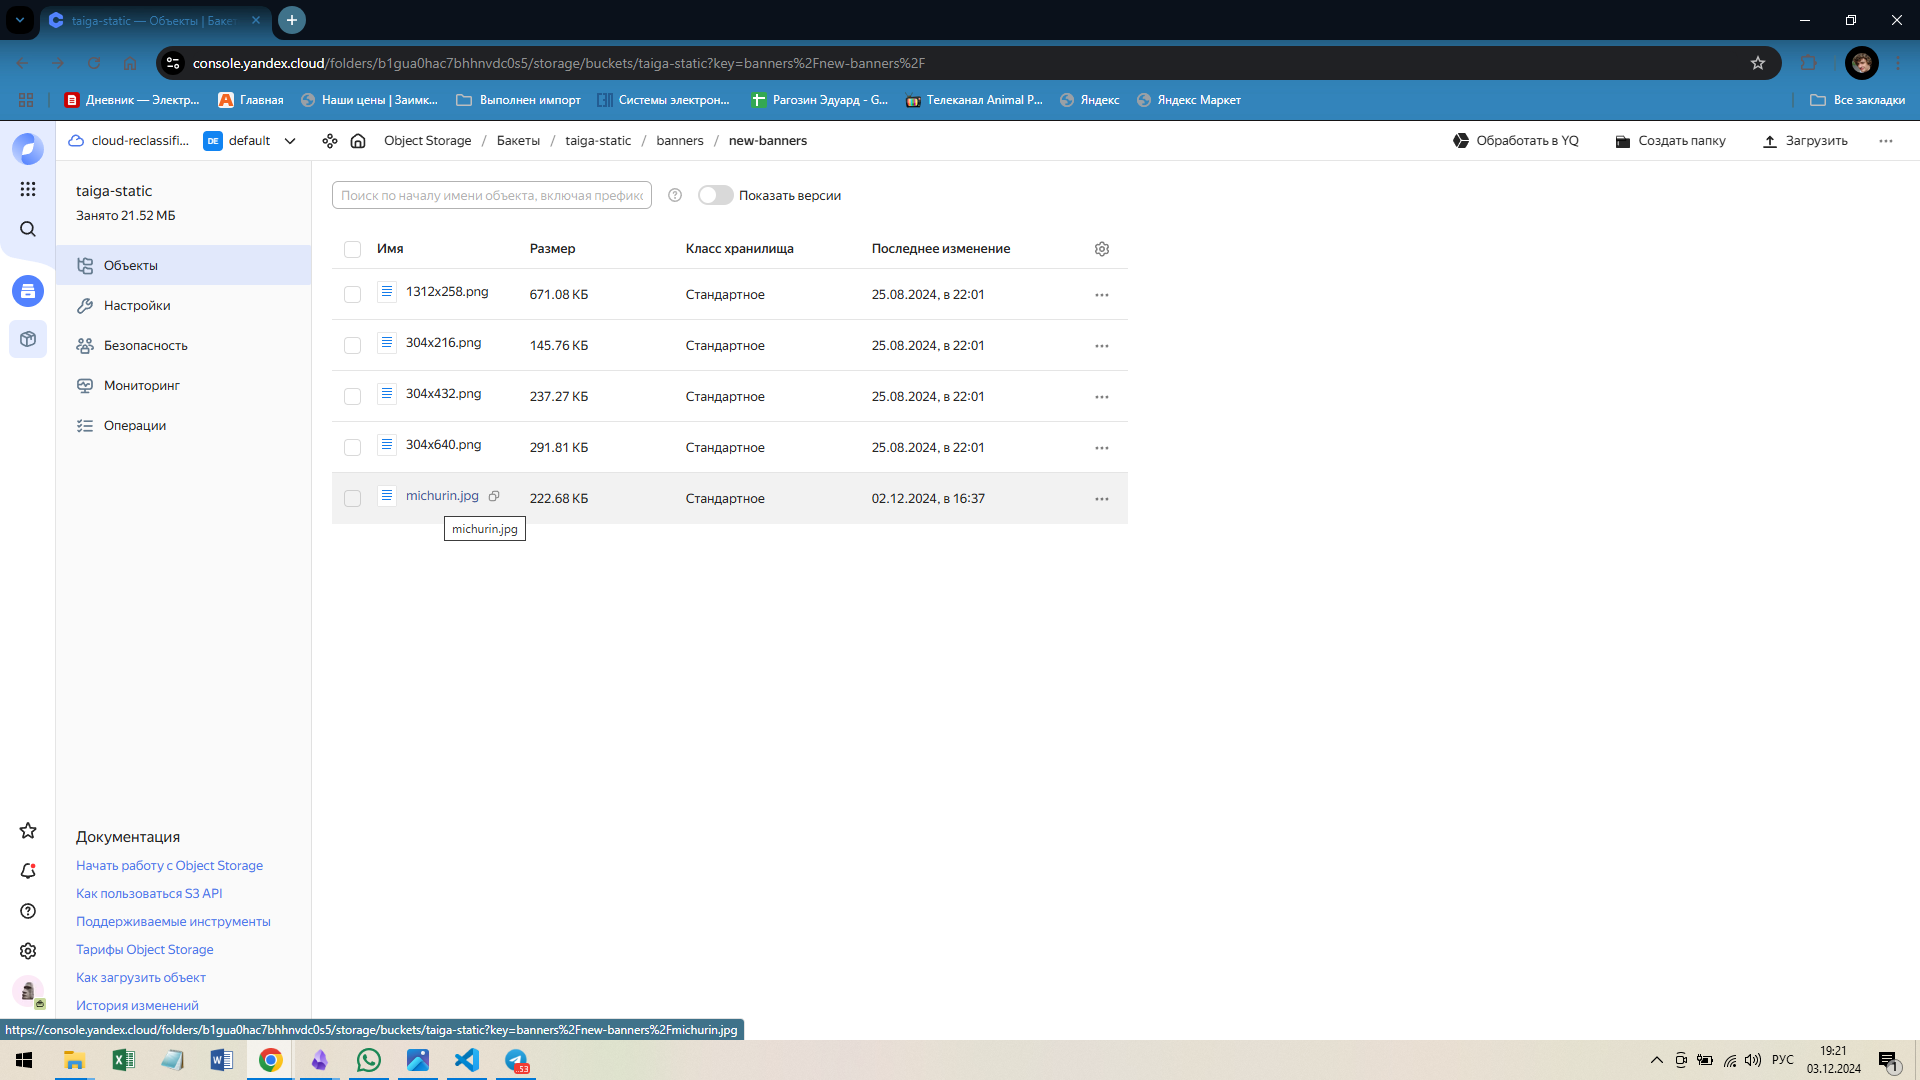 taiga-static — Объекты | Баке
console.yandex.cloud/folders/b1gua0hac7bhhnvdc0s5/storage/buckets/taiga-static?key=banners%2Fnew-banners%2F
Дневник — Электр...
Главная
Наши цены | Заимк...
Выполнен импорт
Системы электрон...
Рагозин Эдуард - G...
Телеканал Animal P...
Яндекс
Яндекс Маркет
Все закладки
cloud-reclassifi...
DE
default
Object Storage / Бакеты / taiga-static / banners / new-banners
Обработать в YQ
Создать папку
Загрузить
taiga-static
Занято 21.52 МБ
Объекты
Настройки
Безопасность
Мониторинг
Операции
Поиск по началу имени объекта, включая префикс
Показать версии
Имя Размер Класс хранилища Последнее изменение
1312x258.png 671.08 КБ Стандартное 25.08.2024, в 22:01
304x216.png 145.76 КБ Стандартное 25.08.2024, в 22:01
304x432.png 237.27 КБ Стандартное 25.08.2024, в 22:01
304x640.png 291.81 КБ Стандартное 25.08.2024, в 22:01
michurin.jpg 222.68 КБ Стандартное 02.12.2024, в 16:37
michurin.jpg
Документация
Начать работу с Object Storage
Как пользоваться S3 API
Поддерживаемые инструменты
Тарифы Object Storage
Как загрузить объект
История изменений
https://console.yandex.cloud/folders/b1gua0hac7bhhnvdc0s5/storage/buckets/taiga-static?key=banners%2Fnew-banners%2Fmichurin.jpg
53
РУС
19:21
03.12.2024
1